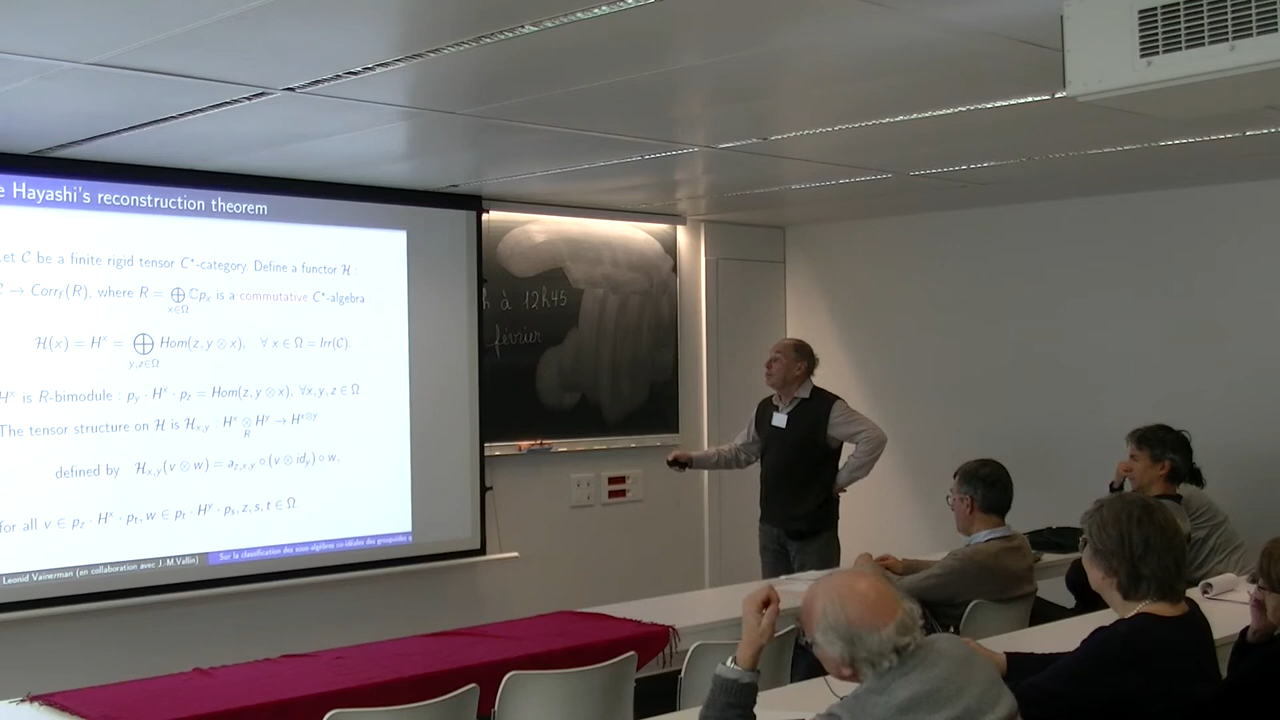 e Hayashi's reconstruction theorem
et C be a finite rigid tensor C*-category. Define a functor H :
C → Corr_f(R), where R = ⊕_{x∈Ω} ℂp_x is a commutative C*-algebra
H(x) = H^x = ⊕_{y,z∈Ω} Hom(z, y ⊗ x), ∀ x ∈ Ω = Irr(C).
H^x is R-bimodule : p_y · H^x · p_z = Hom(z, y ⊗ x), ∀x, y, z ∈ Ω
The tensor structure on H is H_{x,y} : H^x ⊗_R H^y → H^{x⊗y}
defined by H_{x,y}(v ⊗ w) = a_{z,x,y} ∘ (v ⊗ id_y) ∘ w,
for all v ∈ p_z · H^x · p_t, w ∈ p_t · H^y · p_s, z, s, t ∈ Ω
Leonid Vainerman (en collaboration avec J.-M.Vallin) Sur la classification des sous-algèbres co-idéales des groupoïdes
h à 12h45
février